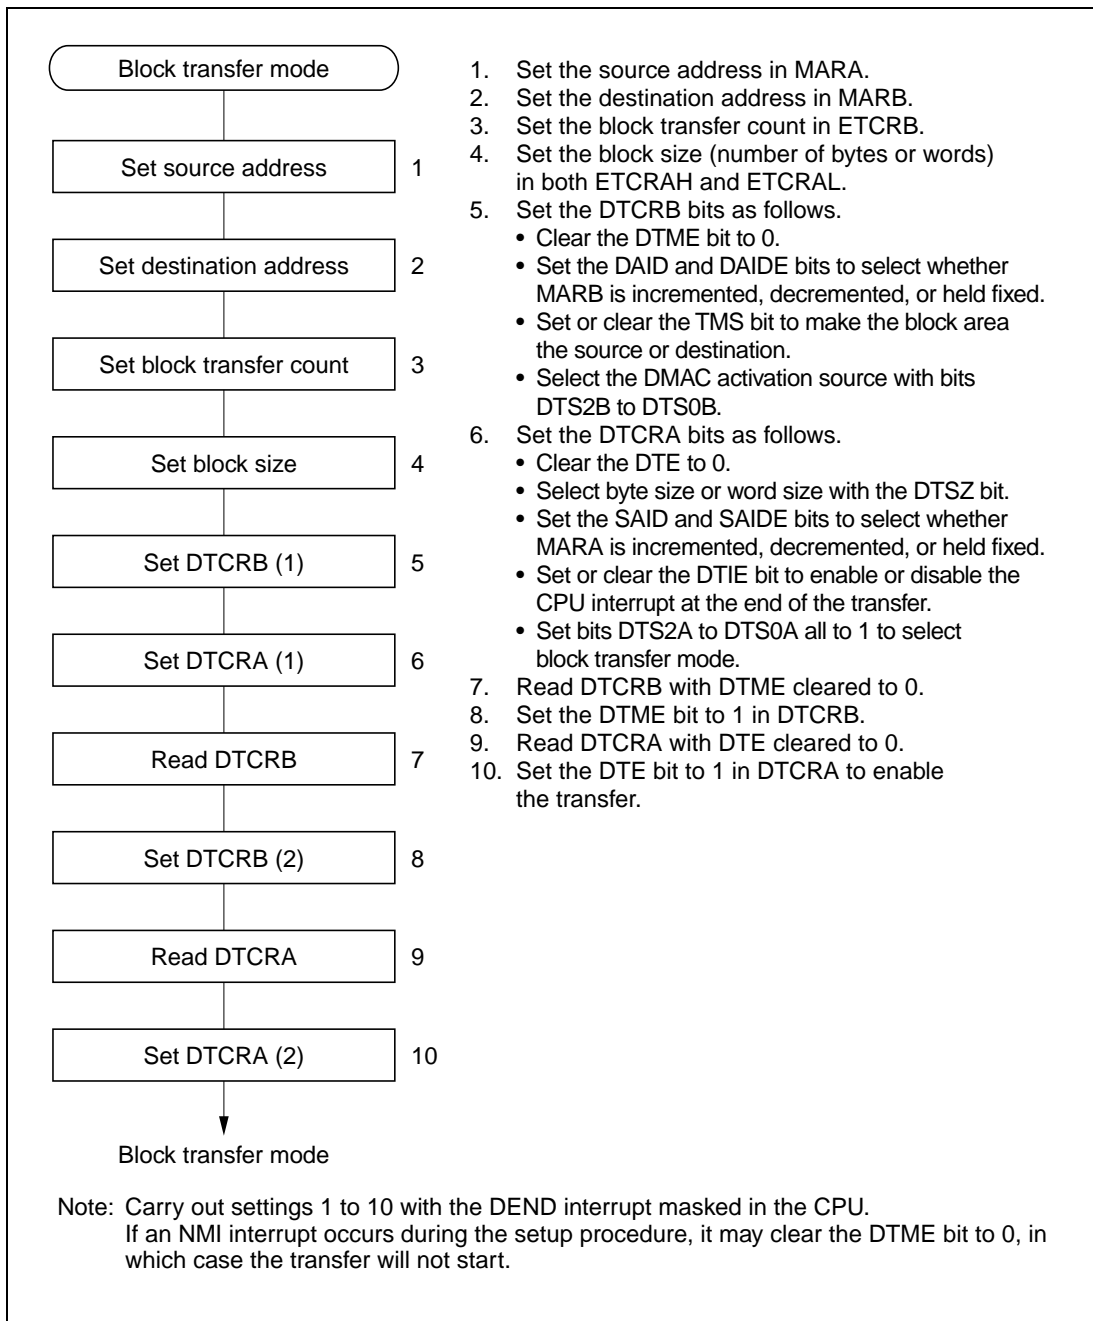 Block transfer mode
Set source address 1
Set destination address 2
Set block transfer count 3
Set block size 4
Set DTCRB (1) 5
Set DTCRA (1) 6
Read DTCRB 7
Set DTCRB (2) 8
Read DTCRA 9
Set DTCRA (2) 10
Block transfer mode
1. Set the source address in MARA.
2. Set the destination address in MARB.
3. Set the block transfer count in ETCRB.
4. Set the block size (number of bytes or words)
in both ETCRAH and ETCRAL.
5. Set the DTCRB bits as follows.
• Clear the DTME bit to 0.
• Set the DAID and DAIDE bits to select whether
MARB is incremented, decremented, or held fixed.
• Set or clear the TMS bit to make the block area
the source or destination.
• Select the DMAC activation source with bits
DTS2B to DTS0B.
6. Set the DTCRA bits as follows.
• Clear the DTE to 0.
• Select byte size or word size with the DTSZ bit.
• Set the SAID and SAIDE bits to select whether
MARA is incremented, decremented, or held fixed.
• Set or clear the DTIE bit to enable or disable the
CPU interrupt at the end of the transfer.
• Set bits DTS2A to DTS0A all to 1 to select
block transfer mode.
7. Read DTCRB with DTME cleared to 0.
8. Set the DTME bit to 1 in DTCRB.
9. Read DTCRA with DTE cleared to 0.
10. Set the DTE bit to 1 in DTCRA to enable
the transfer.
Note: Carry out settings 1 to 10 with the DEND interrupt masked in the CPU.
If an NMI interrupt occurs during the setup procedure, it may clear the DTME bit to 0, in
which case the transfer will not start.